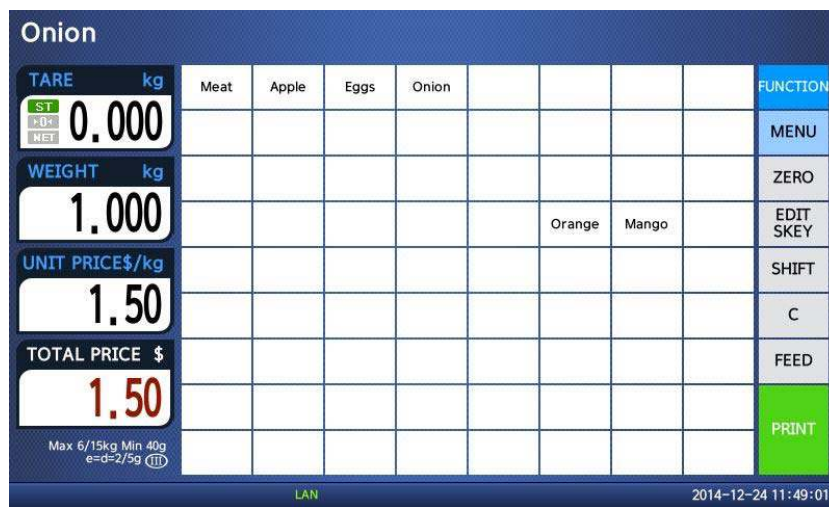 Onion
TARE kg
ST
→0←
NET
0.000
WEIGHT kg
1.000
UNIT PRICE$/kg
1.50
TOTAL PRICE $
1.50
Max 6/15kg Min 40g
e=d=2/5g III
Meat Apple Eggs Onion
Orange Mango
FUNCTION
MENU
ZERO
EDIT
SKEY
SHIFT
C
FEED
PRINT
LAN 2014-12-24 11:49:01